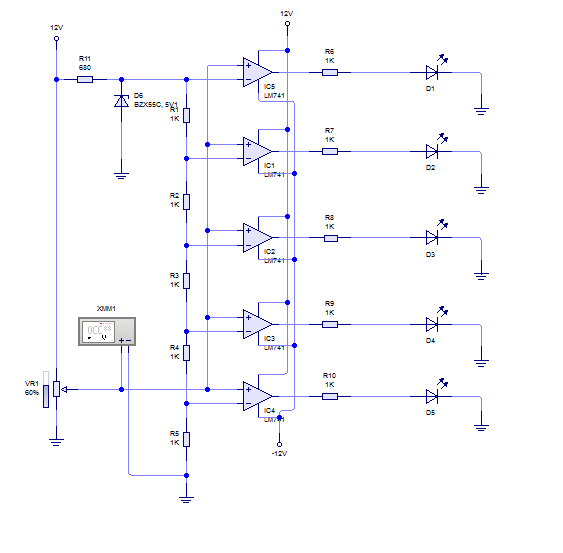 12V
12V
R11
680
D6
BZX55C, 5V1
R1
1K
IC5
LM741
R6
1K
D1
IC1
LM741
R7
1K
D2
R2
1K
IC2
LM741
R8
1K
D3
R3
1K
XMM1
IC3
LM741
R9
1K
D4
R4
1K
VR1
60%
IC4
LM741
R10
1K
D5
R5
1K
-12V